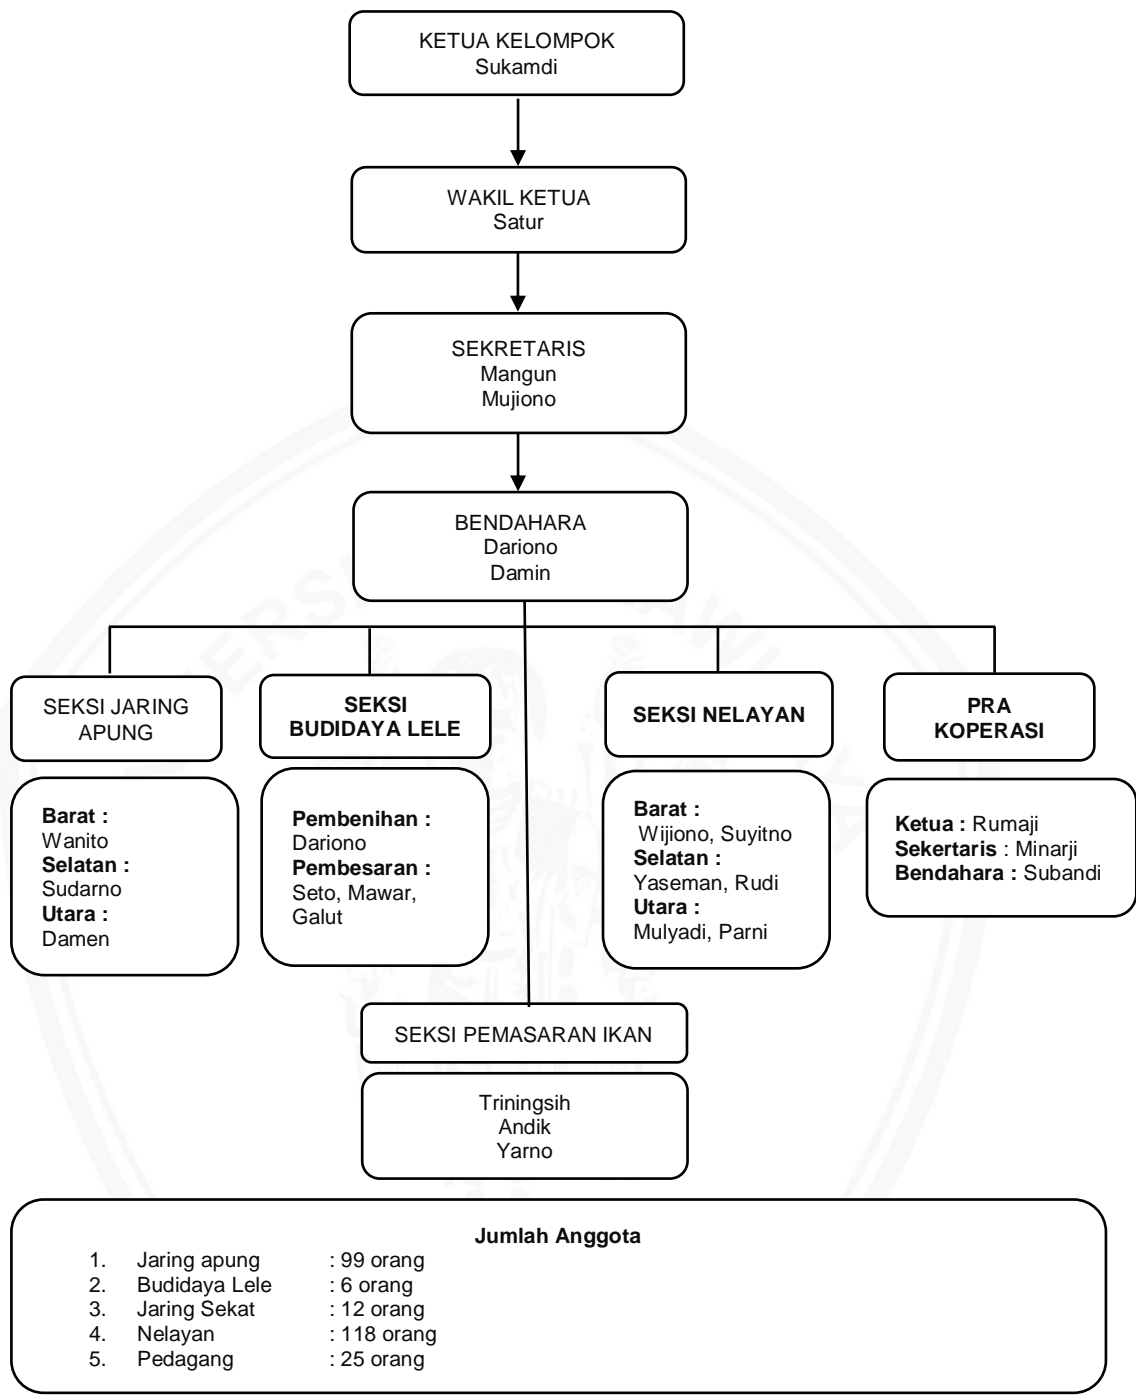 KETUA KELOMPOK
Sukamdi
WAKIL KETUA
Satur
SEKRETARIS
Mangun
Mujiono
BENDAHARA
Dariono
Damin
SEKSI JARING
APUNG
Barat :
Wanito
Selatan :
Sudarno
Utara :
Damen
SEKSI
BUDIDAYA LELE
Pembenihan :
Dariono
Pembesaran :
Seto, Mawar,
Galut
SEKSI NELAYAN
Barat :
Wijiono, Suyitno
Selatan :
Yaseman, Rudi
Utara :
Mulyadi, Parni
PRA
KOPERASI
Ketua : Rumaji
Sekertaris : Minarji
Bendahara : Subandi
SEKSI PEMASARAN IKAN
Triningsih
Andik
Yarno
Jumlah Anggota
1. Jaring apung : 99 orang
2. Budidaya Lele : 6 orang
3. Jaring Sekat : 12 orang
4. Nelayan : 118 orang
5. Pedagang : 25 orang